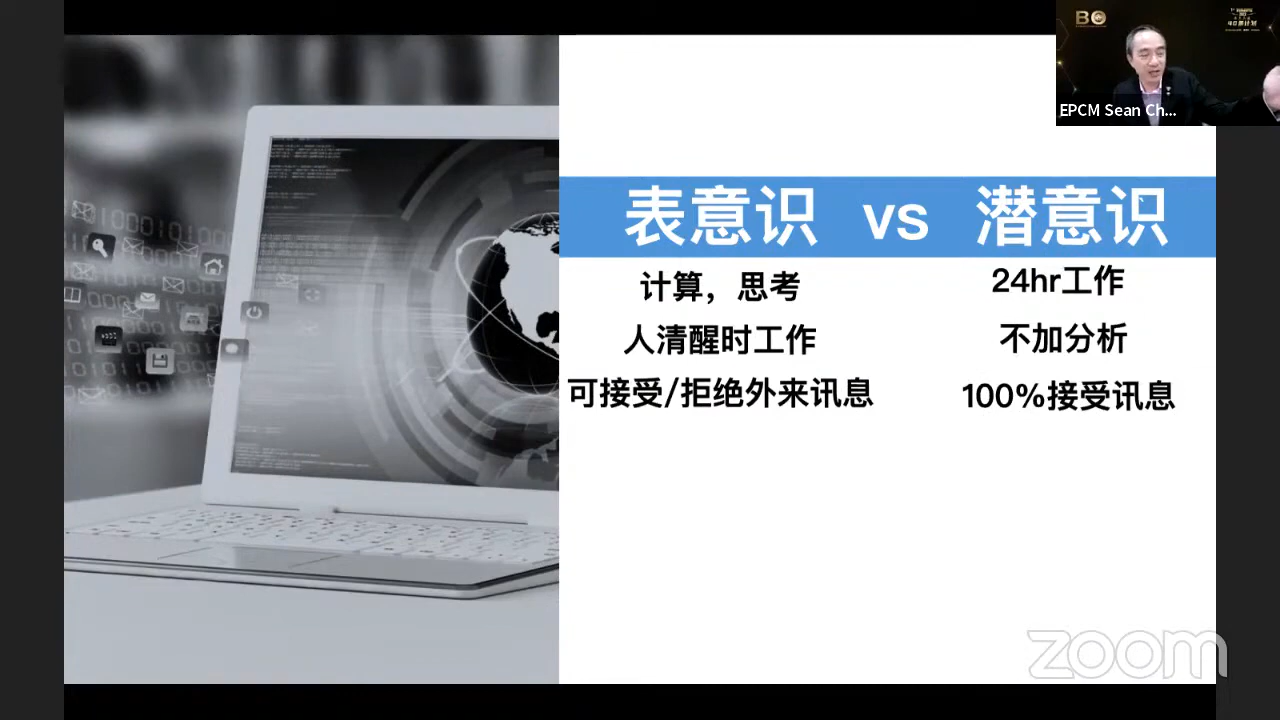 BO
EPCM Sean Ch...
表意识 vs 潜意识
计算，思考
24hr工作
人清醒时工作
不加分析
可接受/拒绝外来讯息
100%接受讯息
zoom